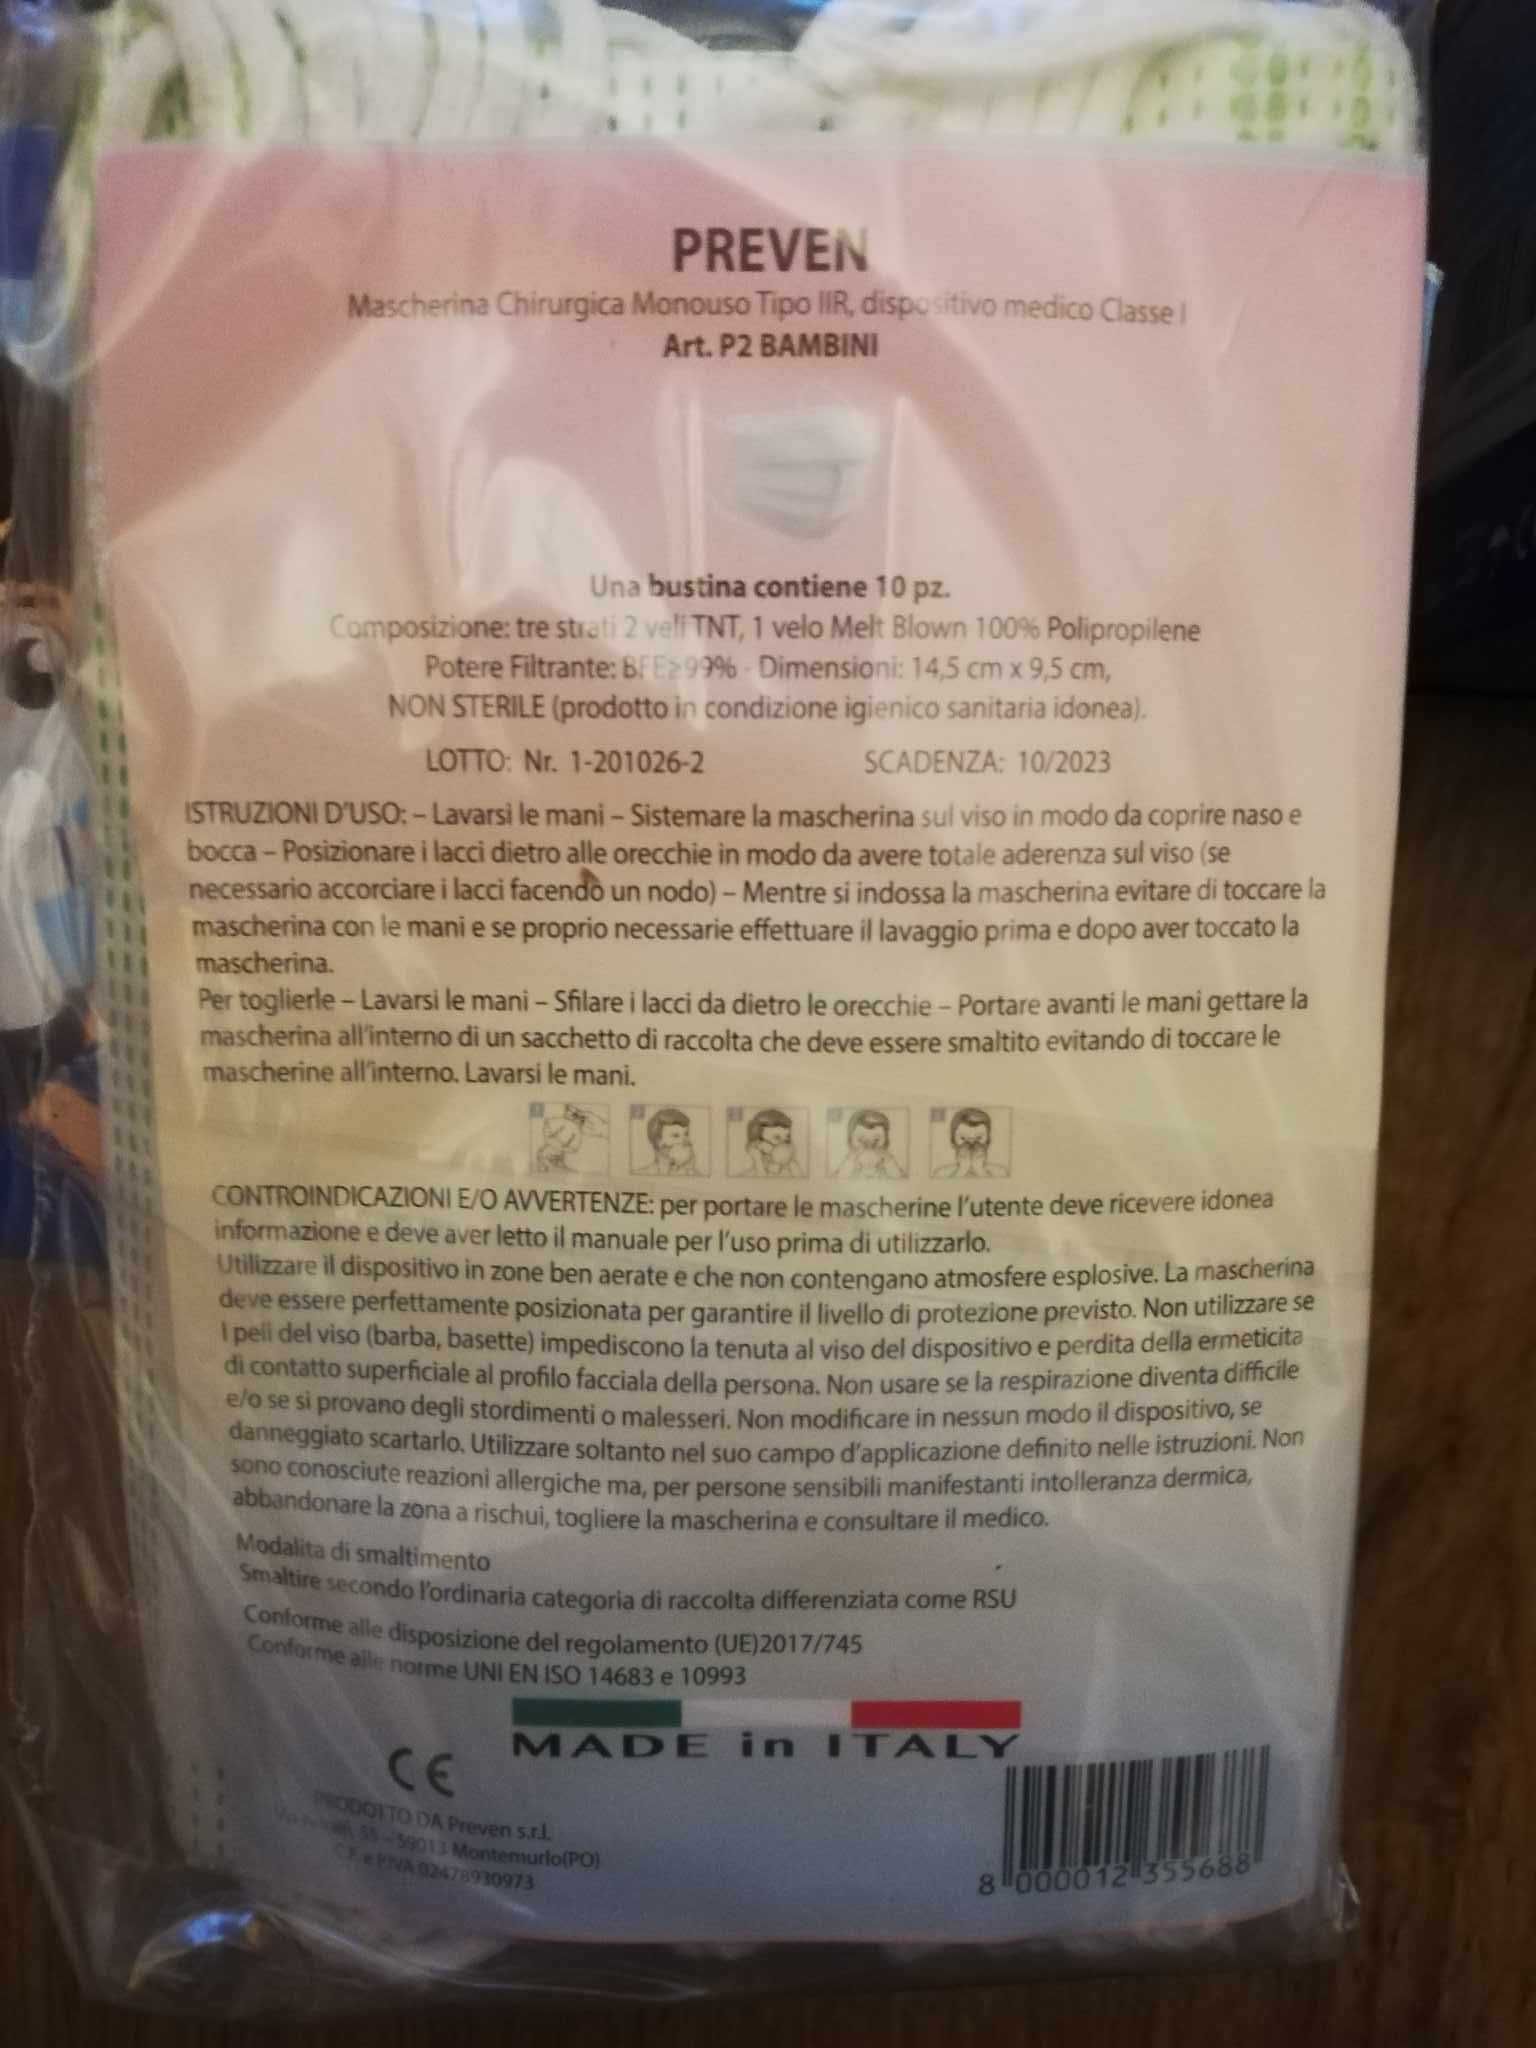 PREVEN
Mascherina Chirurgica Monouso Tipo IIR, dispositivo medico Classe I
Art. P2 BAMBINI
Una bustina contiene 10 pz.
Composizione: tre strati 2 veli TNT, 1 velo Melt Blown 100% Polipropilene
Potere Filtrante: BFE≥99% - Dimensioni: 14,5 cm x 9,5 cm,
NON STERILE (prodotto in condizione igienico sanitaria idonea).
LOTTO: Nr. 1-201026-2 SCADENZA: 10/2023
ISTRUZIONI D'USO: – Lavarsi le mani – Sistemare la mascherina sul viso in modo da coprire naso e
bocca – Posizionare i lacci dietro alle orecchie in modo da avere totale aderenza sul viso (se
necessario accorciare i lacci facendo un nodo) – Mentre si indossa la mascherina evitare di toccare la
mascherina con le mani e se proprio necessarie effettuare il lavaggio prima e dopo aver toccato la
mascherina.
Per toglierle – Lavarsi le mani – Sfilare i lacci da dietro le orecchie – Portare avanti le mani gettare la
mascherina all'interno di un sacchetto di raccolta che deve essere smaltito evitando di toccare le
mascherine all'interno. Lavarsi le mani.
CONTROINDICAZIONI E/O AVVERTENZE: per portare le mascherine l'utente deve ricevere idonea
informazione e deve aver letto il manuale per l'uso prima di utilizzarlo.
Utilizzare il dispositivo in zone ben aerate e che non contengano atmosfere esplosive. La mascherina
deve essere perfettamente posizionata per garantire il livello di protezione previsto. Non utilizzare se
I peli del viso (barba, basette) impediscono la tenuta al viso del dispositivo e perdita della ermeticita
di contatto superficiale al profilo facciala della persona. Non usare se la respirazione diventa difficile
e/o se si provano degli stordimenti o malesseri. Non modificare in nessun modo il dispositivo, se
danneggiato scartarlo. Utilizzare soltanto nel suo campo d'applicazione definito nelle istruzioni. Non
sono conosciute reazioni allergiche ma, per persone sensibili manifestanti intolleranza dermica,
abbandonare la zona a rischui, togliere la mascherina e consultare il medico.
Modalita di smaltimento
Smaltire secondo l'ordinaria categoria di raccolta differenziata come RSU
Conforme alle disposizione del regolamento (UE)2017/745
Conforme alle norme UNI EN ISO 14683 e 10993
MADE in ITALY
CE
PRODOTTO DA Preven s.r.l.
55 – 59013 Montemurlo(PO)
C.F. e P.IVA 02478930973
8 000012 355688